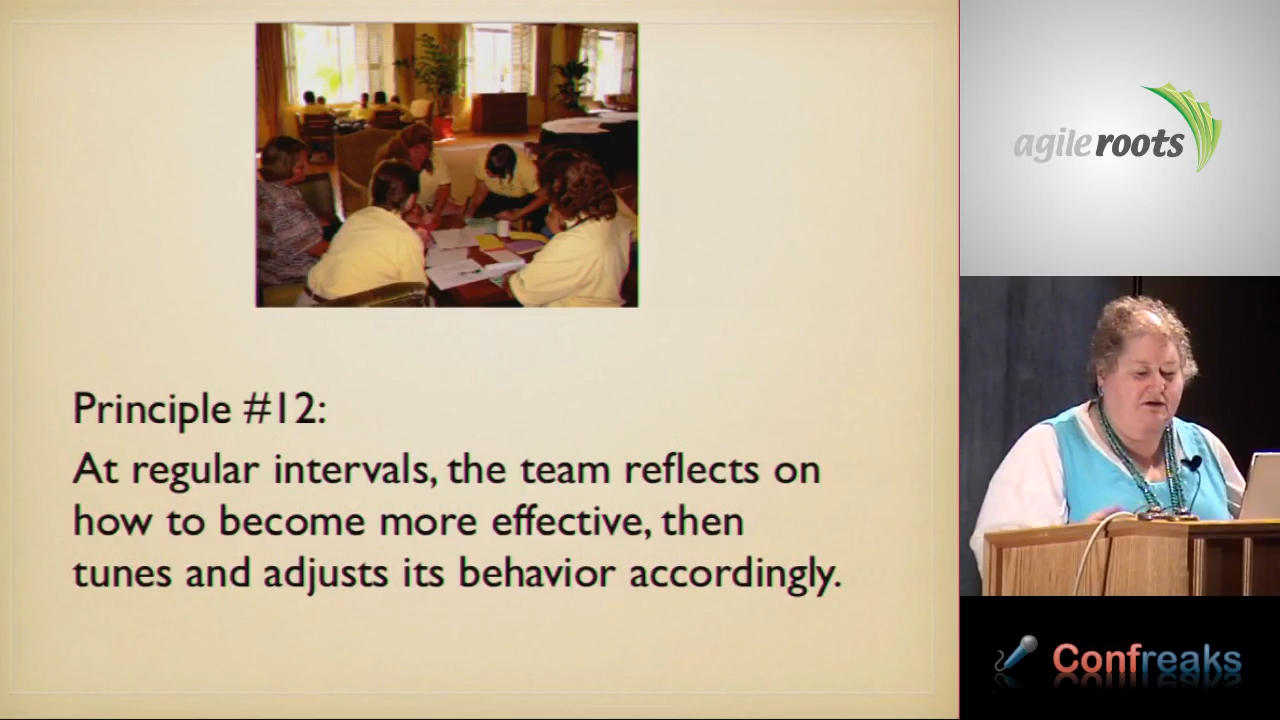 Principle #12:
At regular intervals, the team reflects on
how to become more effective, then
tunes and adjusts its behavior accordingly.
agile roots
Confreaks